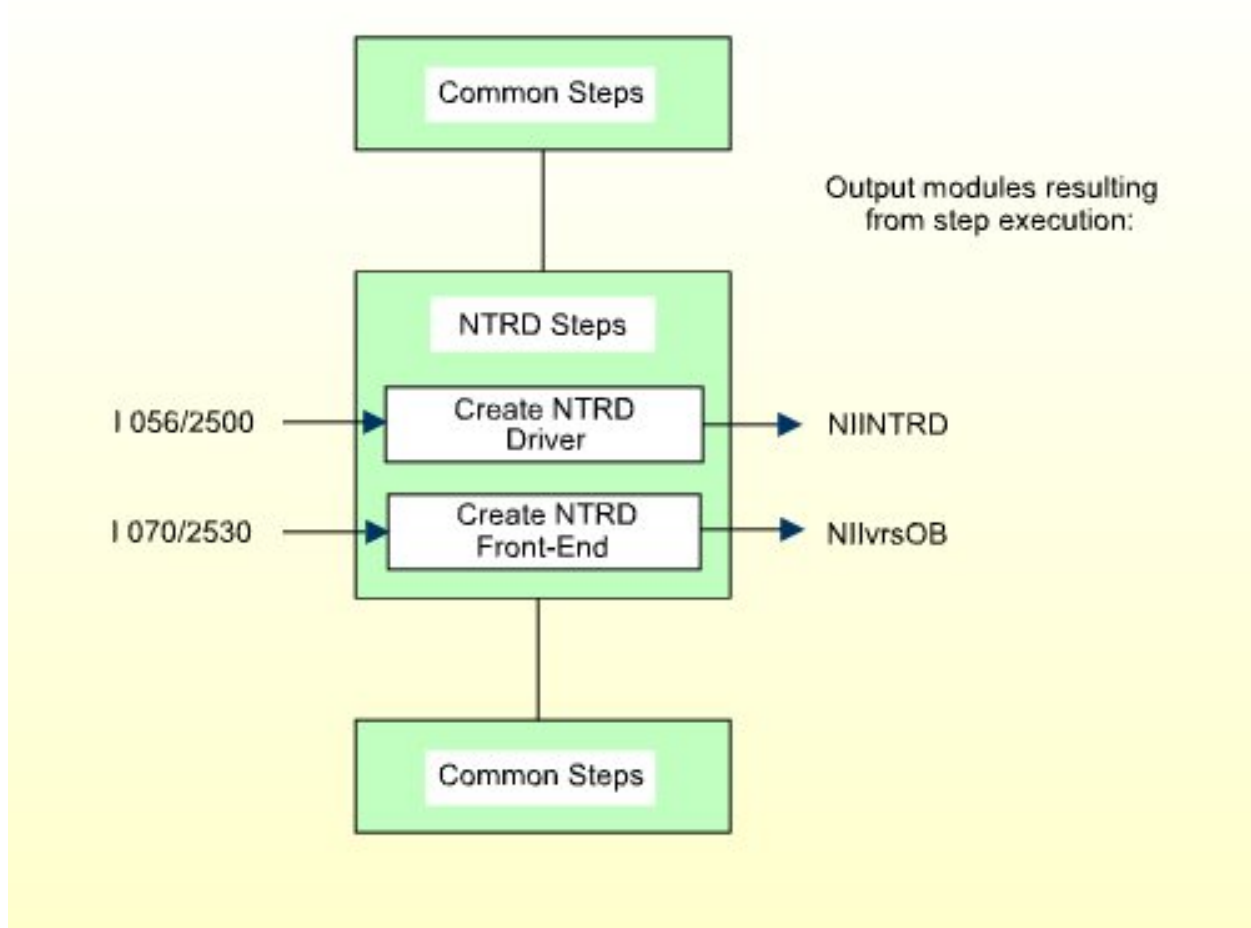 Common Steps
Output modules resulting
from step execution:
NTRD Steps
I 056/2500
Create NTRD
Driver
NIINTRD
I 070/2530
Create NTRD
Front-End
NIIvrsOB
Common Steps